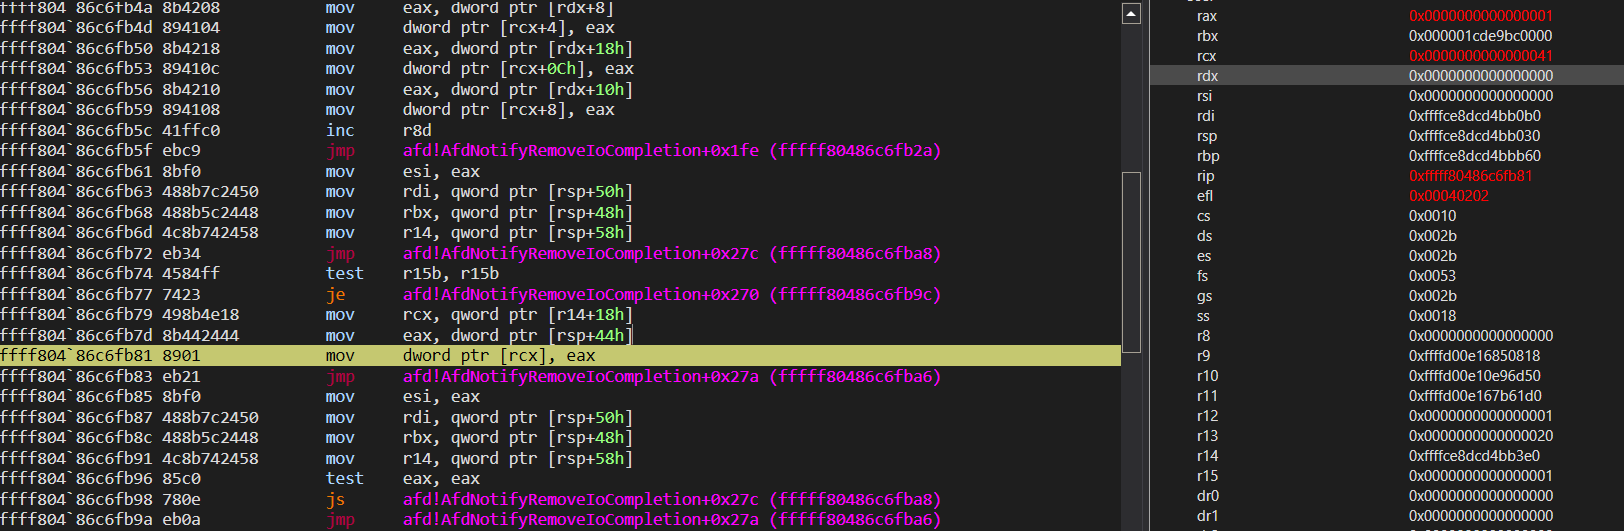 ffff804`86c6fb4a 8b4208 mov eax, dword ptr [rdx+8]
ffff804`86c6fb4d 894104 mov dword ptr [rcx+4], eax
ffff804`86c6fb50 8b4218 mov eax, dword ptr [rdx+18h]
ffff804`86c6fb53 89410c mov dword ptr [rcx+0Ch], eax
ffff804`86c6fb56 8b4210 mov eax, dword ptr [rdx+10h]
ffff804`86c6fb59 894108 mov dword ptr [rcx+8], eax
ffff804`86c6fb5c 41ffc0 inc r8d
ffff804`86c6fb5f ebc9 jmp afd!AfdNotifyRemoveIoCompletion+0x1fe (fffff80486c6fb2a)
ffff804`86c6fb61 8bf0 mov esi, eax
ffff804`86c6fb63 488b7c2450 mov rdi, qword ptr [rsp+50h]
ffff804`86c6fb68 488b5c2448 mov rbx, qword ptr [rsp+48h]
ffff804`86c6fb6d 4c8b742458 mov r14, qword ptr [rsp+58h]
ffff804`86c6fb72 eb34 jmp afd!AfdNotifyRemoveIoCompletion+0x27c (fffff80486c6fba8)
ffff804`86c6fb74 4584ff test r15b, r15b
ffff804`86c6fb77 7423 je afd!AfdNotifyRemoveIoCompletion+0x270 (fffff80486c6fb9c)
ffff804`86c6fb79 498b4e18 mov rcx, qword ptr [r14+18h]
ffff804`86c6fb7d 8b442444 mov eax, dword ptr [rsp+44h]
ffff804`86c6fb81 8901 mov dword ptr [rcx], eax
ffff804`86c6fb83 eb21 jmp afd!AfdNotifyRemoveIoCompletion+0x27a (fffff80486c6fba6)
ffff804`86c6fb85 8bf0 mov esi, eax
ffff804`86c6fb87 488b7c2450 mov rdi, qword ptr [rsp+50h]
ffff804`86c6fb8c 488b5c2448 mov rbx, qword ptr [rsp+48h]
ffff804`86c6fb91 4c8b742458 mov r14, qword ptr [rsp+58h]
ffff804`86c6fb96 85c0 test eax, eax
ffff804`86c6fb98 780e js afd!AfdNotifyRemoveIoCompletion+0x27c (fffff80486c6fba8)
ffff804`86c6fb9a eb0a jmp afd!AfdNotifyRemoveIoCompletion+0x27a (fffff80486c6fba6)
rax 0x0000000000000001
rbx 0x000001cde9bc0000
rcx 0x0000000000000041
rdx 0x0000000000000000
rsi 0x0000000000000000
rdi 0xffffce8dcd4bb0b0
rsp 0xffffce8dcd4bb030
rbp 0xffffce8dcd4bbb60
rip 0xfffff80486c6fb81
efl 0x00040202
cs 0x0010
ds 0x002b
es 0x002b
fs 0x0053
gs 0x002b
ss 0x0018
r8 0x0000000000000000
r9 0xffffd00e16850818
r10 0xffffd00e10e96d50
r11 0xffffd00e167b61d0
r12 0x0000000000000001
r13 0x0000000000000020
r14 0xffffce8dcd4bb3e0
r15 0x0000000000000001
dr0 0x0000000000000000
dr1 0x0000000000000000